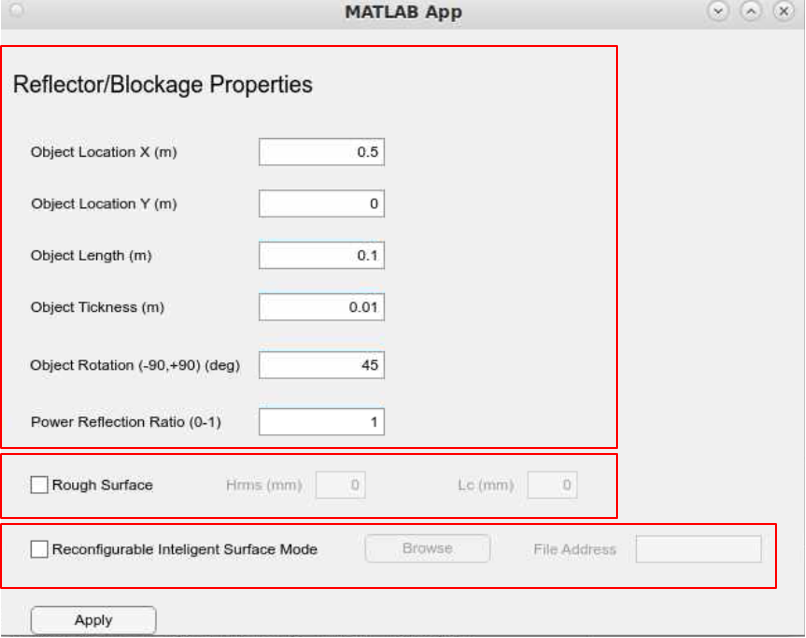 MATLAB App
Reflector/Blockage Properties
Object Location X (m) 0.5
Object Location Y (m) 0
Object Length (m) 0.1
Object Tickness (m) 0.01
Object Rotation (-90,+90) (deg) 45
Power Reflection Ratio (0-1) 1
Rough Surface Hrms (mm) 0 Lc (mm) 0
Reconfigurable Inteligent Surface Mode Browse File Address
Apply